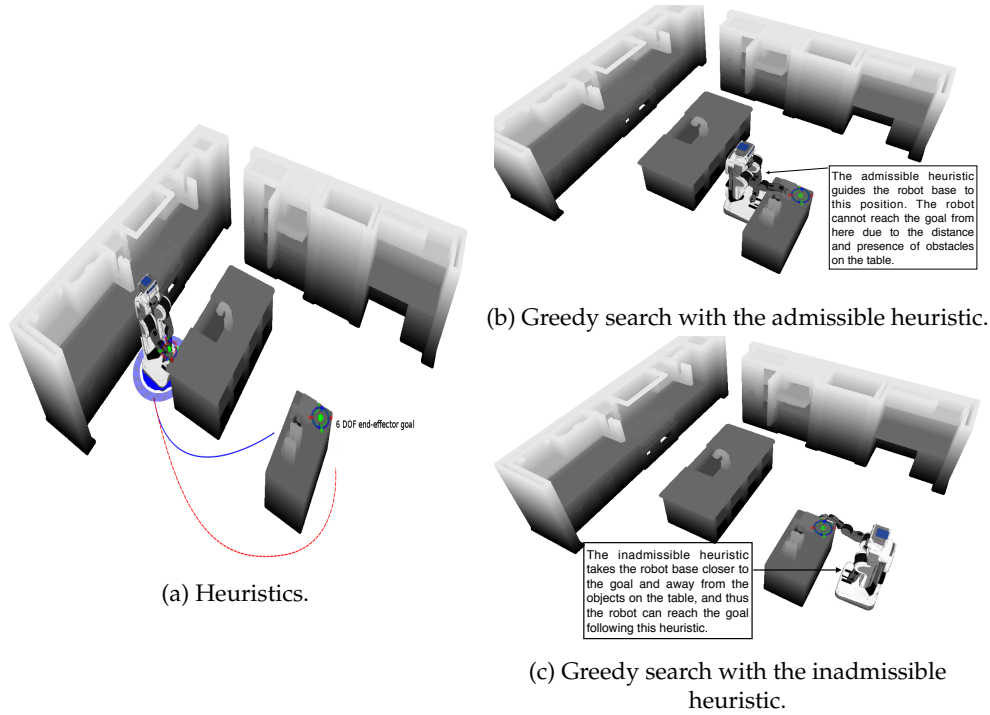 6 DOF end-effector goal
(a) Heuristics.
The admissible heuristic
guides the robot base to
this position. The robot
cannot reach the goal from
here due to the distance
and presence of obstacles
on the table.
(b) Greedy search with the admissible heuristic.
The inadmissible heuristic
takes the robot base closer to
the goal and away from the
objects on the table, and thus
the robot can reach the goal
following this heuristic.
(c) Greedy search with the inadmissible
heuristic.